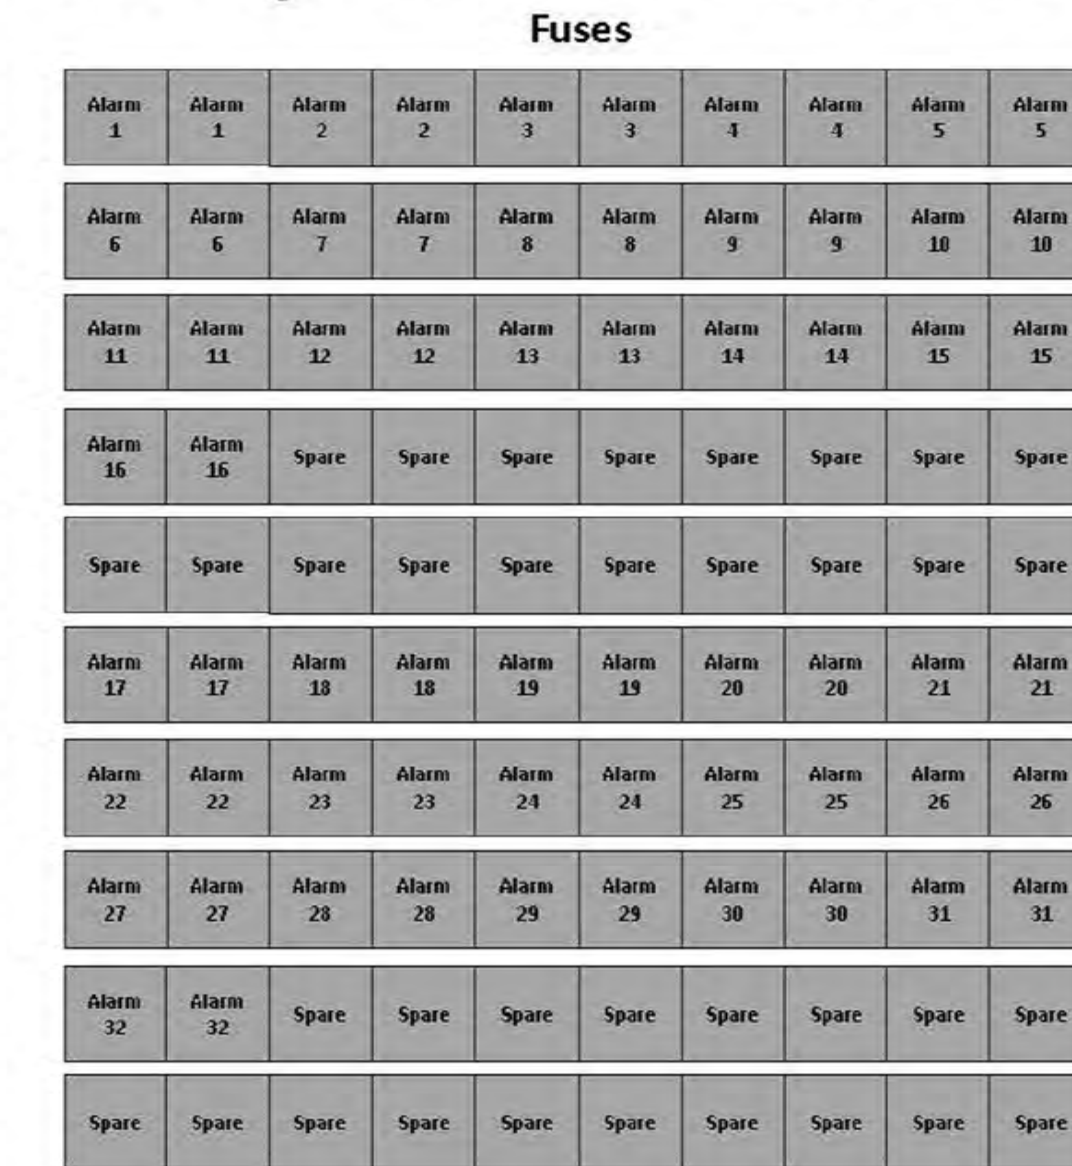 Fuses
Alarm Alarm Alarm Alarm Alarm Alarm Alarm Alarm Alarm Alarm
1 1 2 2 3 3 4 4 5 5
Alarm Alarm Alarm Alarm Alarm Alarm Alarm Alarm Alarm Alarm
6 6 7 7 8 8 9 9 10 10
Alarm Alarm Alarm Alarm Alarm Alarm Alarm Alarm Alarm Alarm
11 11 12 12 13 13 14 14 15 15
Alarm Alarm Spare Spare Spare Spare Spare Spare Spare Spare
16 16
Spare Spare Spare Spare Spare Spare Spare Spare Spare Spare
Alarm Alarm Alarm Alarm Alarm Alarm Alarm Alarm Alarm Alarm
17 17 18 18 19 19 20 20 21 21
Alarm Alarm Alarm Alarm Alarm Alarm Alarm Alarm Alarm Alarm
22 22 23 23 24 24 25 25 26 26
Alarm Alarm Alarm Alarm Alarm Alarm Alarm Alarm Alarm Alarm
27 27 28 28 29 29 30 30 31 31
Alarm Alarm Spare Spare Spare Spare Spare Spare Spare Spare
32 32
Spare Spare Spare Spare Spare Spare Spare Spare Spare Spare